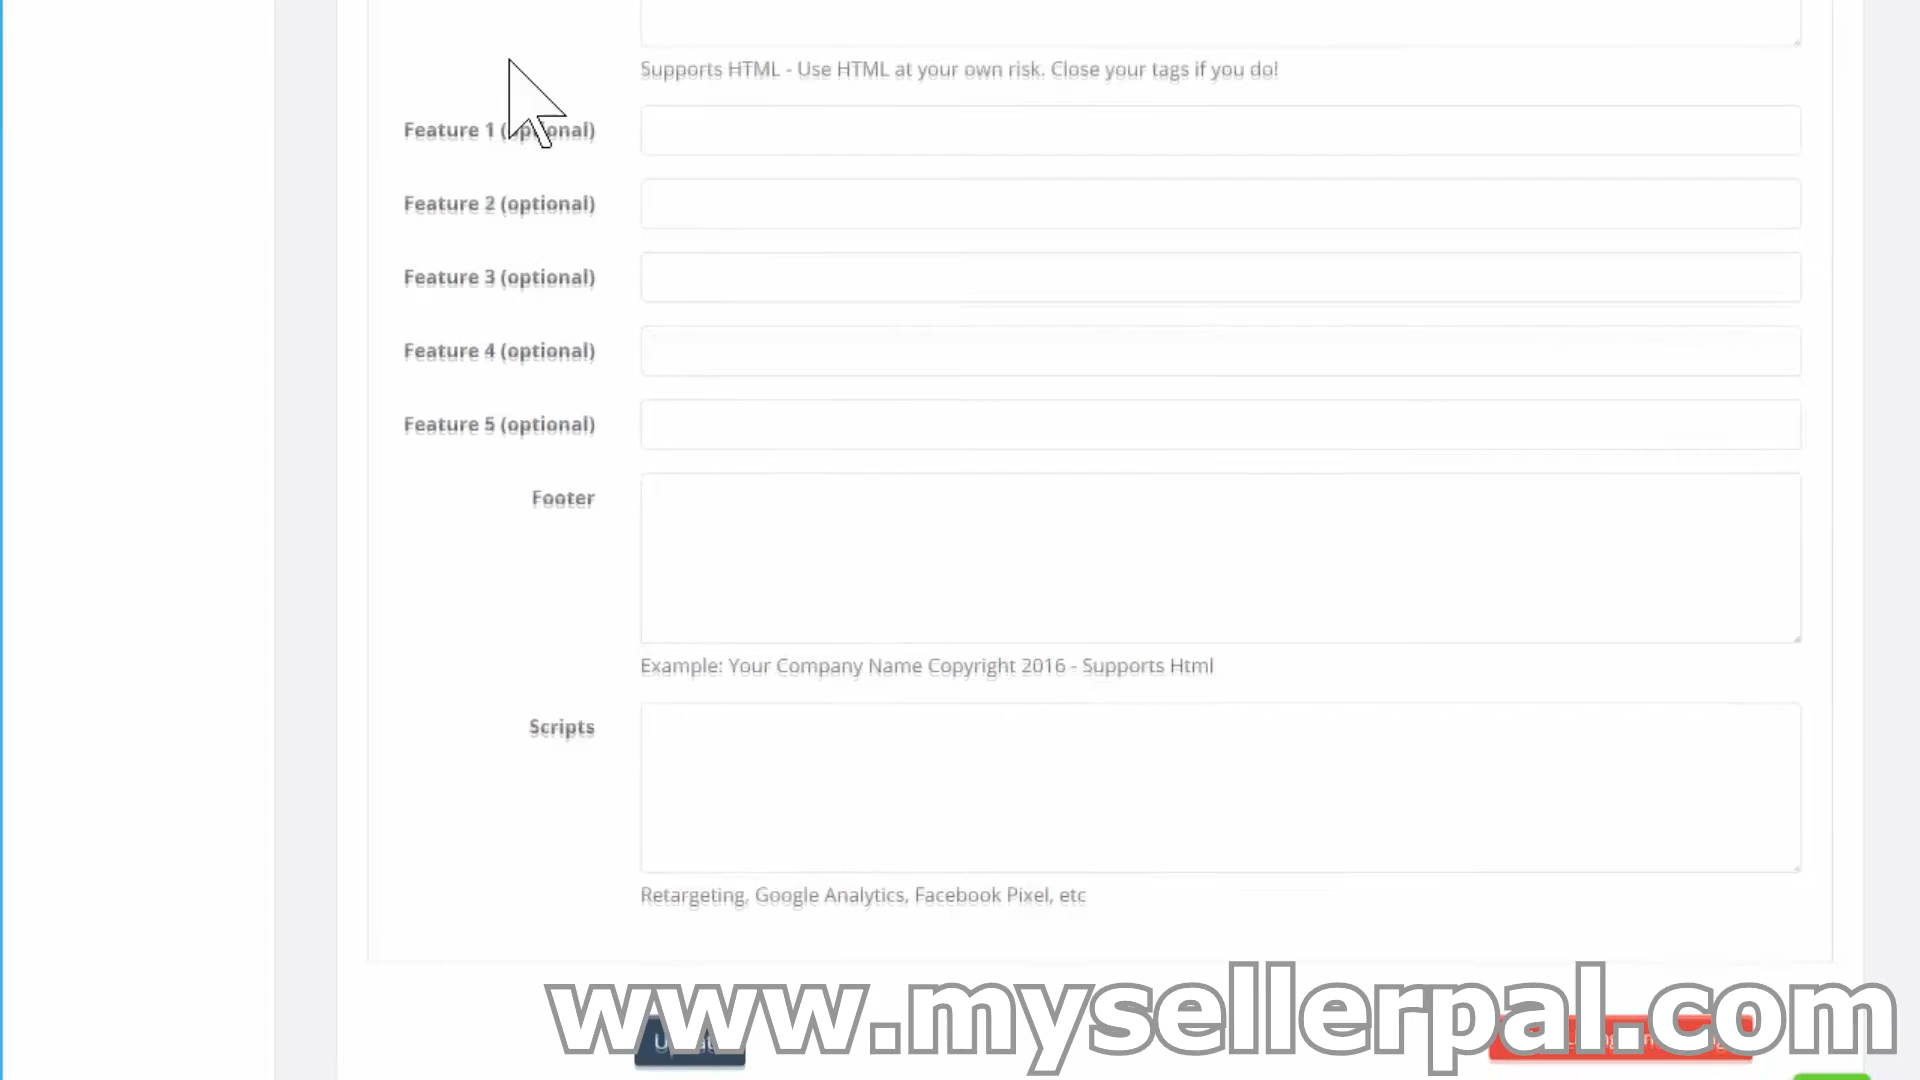 Supports HTML - Use HTML at your own risk. Close your tags if you do!
Feature 1 (optional)
Feature 2 (optional)
Feature 3 (optional)
Feature 4 (optional)
Feature 5 (optional)
Footer
Example: Your Company Name Copyright 2016 - Supports Html
Scripts
Retargeting, Google Analytics, Facebook Pixel, etc
www.mysellerpal.com